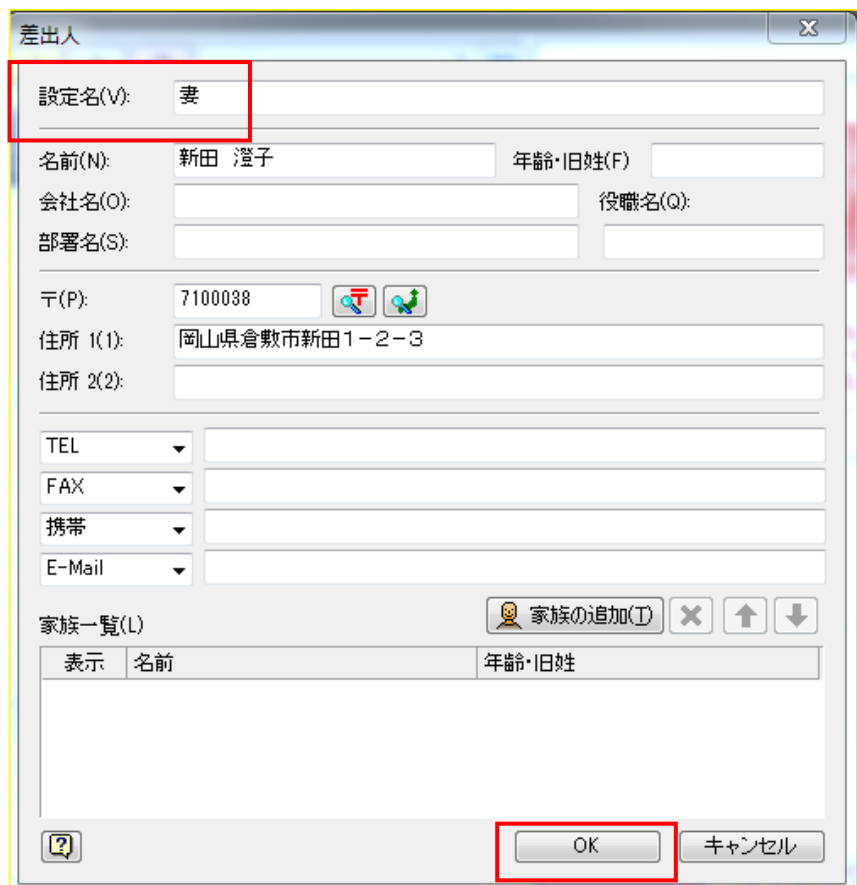 差出人
設定名(V): 妻
名前(N): 新田 澄子 年齢・旧姓(F)
会社名(O): 役職名(Q):
部署名(S):
〒(P): 7100038 〒
住所 1(1): 岡山県倉敷市新田1-2-3
住所 2(2):
TEL
FAX
携帯
E-Mail
家族一覧(L) 家族の追加(T)
表示 名前 年齢・旧姓
? OK キャンセル